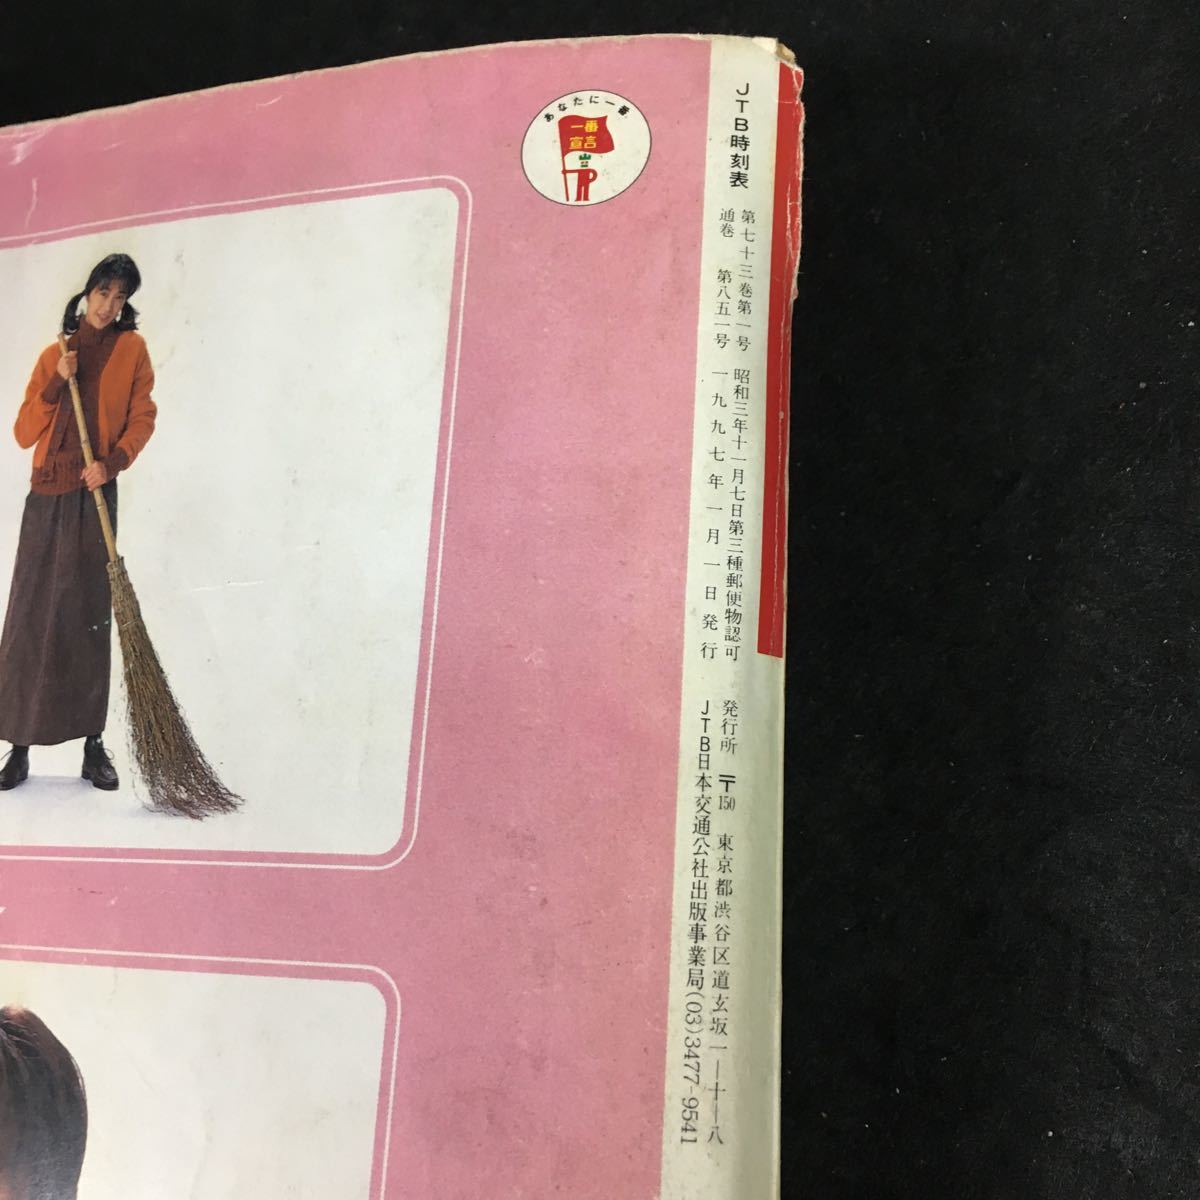 あなたに一番
一番
宣言
JTB時刻表
第七十三巻第一号
通巻 第八五一号
昭和三年十一月七日第三種郵便物認可
一九九七年一月一日発行
発行所 〒150 東京都渋谷区道玄坂一―十―八
JTB日本交通公社出版事業局(03)3477-9541